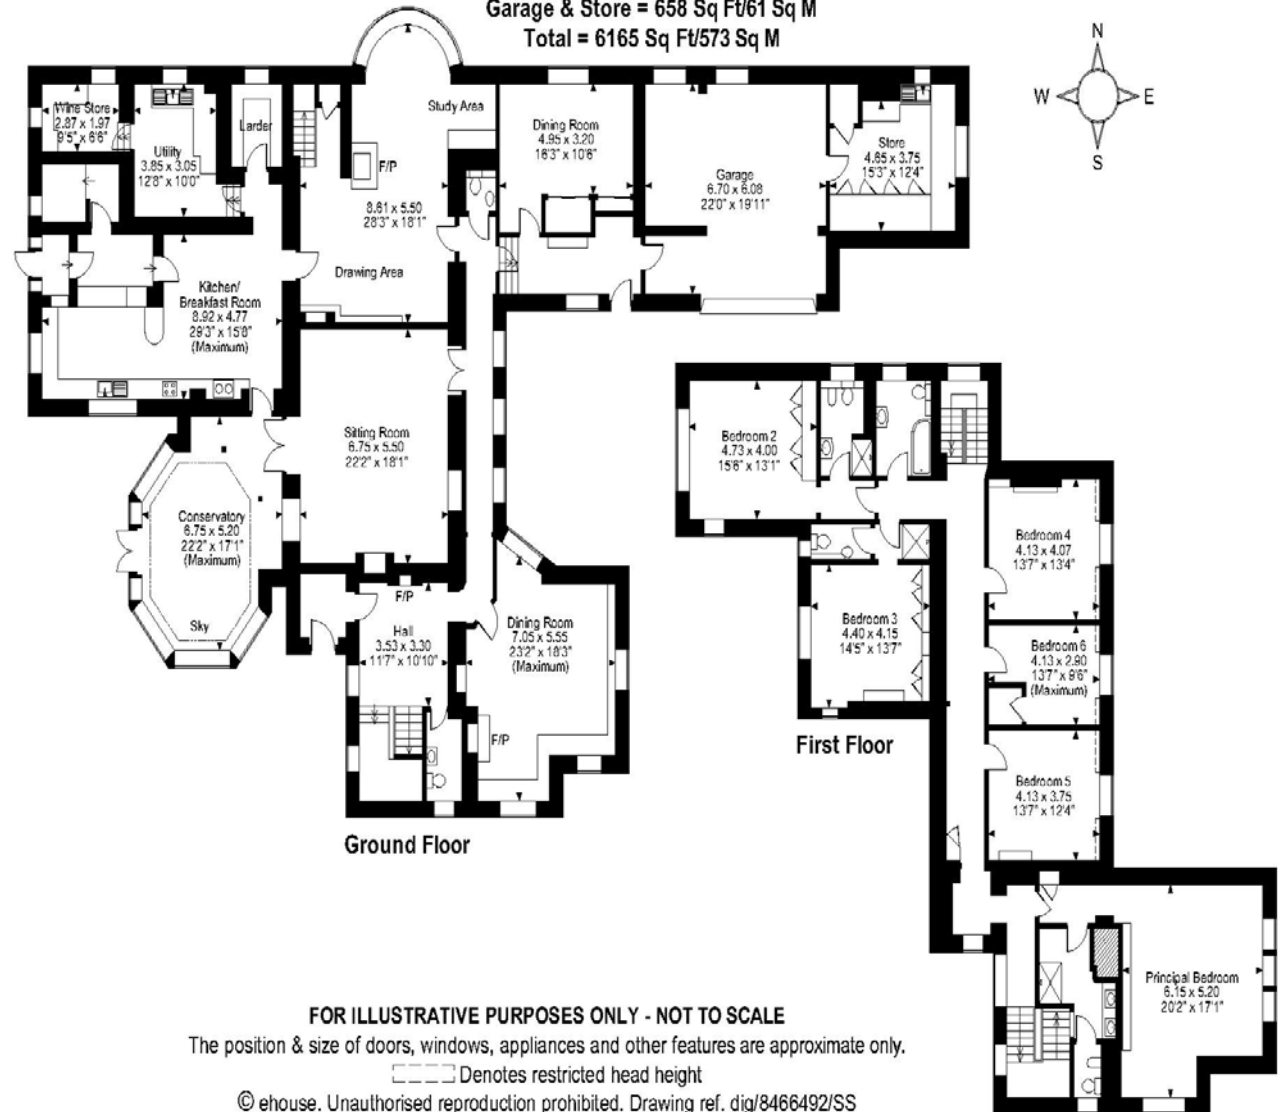 Garage & Store = 658 Sq Ft/61 Sq M
Total = 6165 Sq Ft/573 Sq M
N
W
E
S
Wine Store
2.87 x 1.97
9'5" x 6'6"
Utility
3.85 x 3.05
12'8" x 10'0"
Larder
Study Area
F/P
8.61 x 5.50
28'3" x 18'1"
Drawing Area
Dining Room
4.95 x 3.20
16'3" x 10'6"
Garage
6.70 x 6.08
22'0" x 19'11"
Store
4.65 x 3.75
15'3" x 12'4"
Kitchen/
Breakfast Room
8.92 x 4.77
29'3" x 15'8"
(Maximum)
Sitting Room
6.75 x 5.50
22'2" x 18'1"
Conservatory
6.75 x 5.20
22'2" x 17'1"
(Maximum)
Sky
F/P
Hall
3.53 x 3.30
11'7" x 10'10"
Dining Room
7.05 x 5.55
23'2" x 18'3"
(Maximum)
F/P
Ground Floor
Bedroom 2
4.73 x 4.00
15'6" x 13'1"
Bedroom 4
4.13 x 4.07
13'7" x 13'4"
Bedroom 3
4.40 x 4.15
14'5" x 13'7"
Bedroom 6
4.13 x 2.90
13'7" x 9'6"
(Maximum)
First Floor
Bedroom 5
4.13 x 3.75
13'7" x 12'4"
Principal Bedroom
6.15 x 5.20
20'2" x 17'1"
FOR ILLUSTRATIVE PURPOSES ONLY - NOT TO SCALE
The position & size of doors, windows, appliances and other features are approximate only.
Denotes restricted head height
© ehouse. Unauthorised reproduction prohibited. Drawing ref. dig/8466492/SS